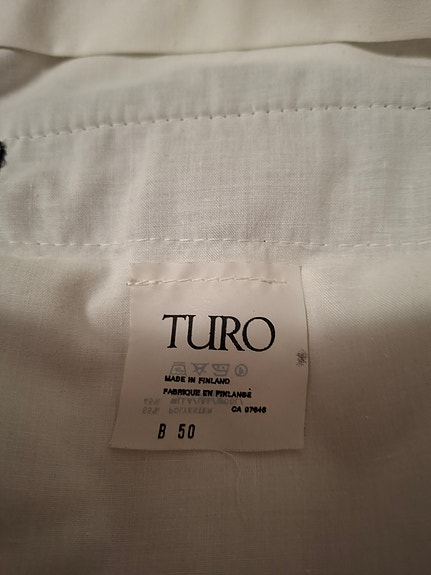 TURO
MADE IN FINLAND
FABRIQUE EN FINLANDE
CA 07646
B 50